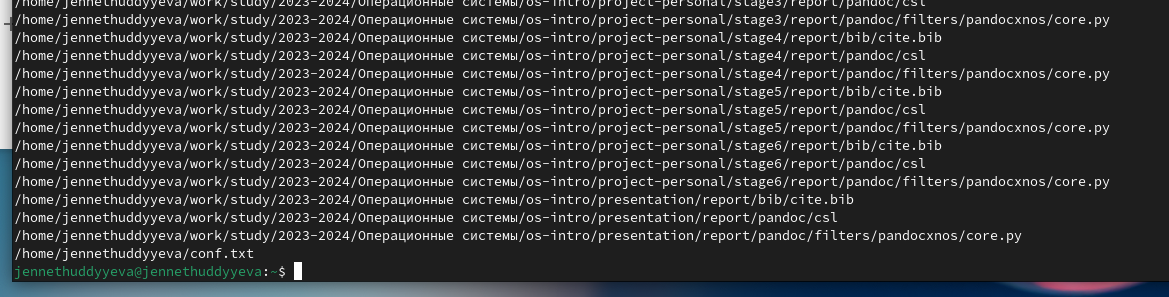 /home/jennethuddyyeva/work/study/2023-2024/Операционные системы/os-intro/project-personal/stage3/report/pandoc/csl
/home/jennethuddyyeva/work/study/2023-2024/Операционные системы/os-intro/project-personal/stage3/report/pandoc/filters/pandocxnos/core.py
/home/jennethuddyyeva/work/study/2023-2024/Операционные системы/os-intro/project-personal/stage4/report/bib/cite.bib
/home/jennethuddyyeva/work/study/2023-2024/Операционные системы/os-intro/project-personal/stage4/report/pandoc/csl
/home/jennethuddyyeva/work/study/2023-2024/Операционные системы/os-intro/project-personal/stage4/report/pandoc/filters/pandocxnos/core.py
/home/jennethuddyyeva/work/study/2023-2024/Операционные системы/os-intro/project-personal/stage5/report/bib/cite.bib
/home/jennethuddyyeva/work/study/2023-2024/Операционные системы/os-intro/project-personal/stage5/report/pandoc/csl
/home/jennethuddyyeva/work/study/2023-2024/Операционные системы/os-intro/project-personal/stage5/report/pandoc/filters/pandocxnos/core.py
/home/jennethuddyyeva/work/study/2023-2024/Операционные системы/os-intro/project-personal/stage6/report/bib/cite.bib
/home/jennethuddyyeva/work/study/2023-2024/Операционные системы/os-intro/project-personal/stage6/report/pandoc/csl
/home/jennethuddyyeva/work/study/2023-2024/Операционные системы/os-intro/project-personal/stage6/report/pandoc/filters/pandocxnos/core.py
/home/jennethuddyyeva/work/study/2023-2024/Операционные системы/os-intro/presentation/report/bib/cite.bib
/home/jennethuddyyeva/work/study/2023-2024/Операционные системы/os-intro/presentation/report/pandoc/csl
/home/jennethuddyyeva/work/study/2023-2024/Операционные системы/os-intro/presentation/report/pandoc/filters/pandocxnos/core.py
/home/jennethuddyyeva/conf.txt
jennethuddyyeva@jennethuddyyeva:~$